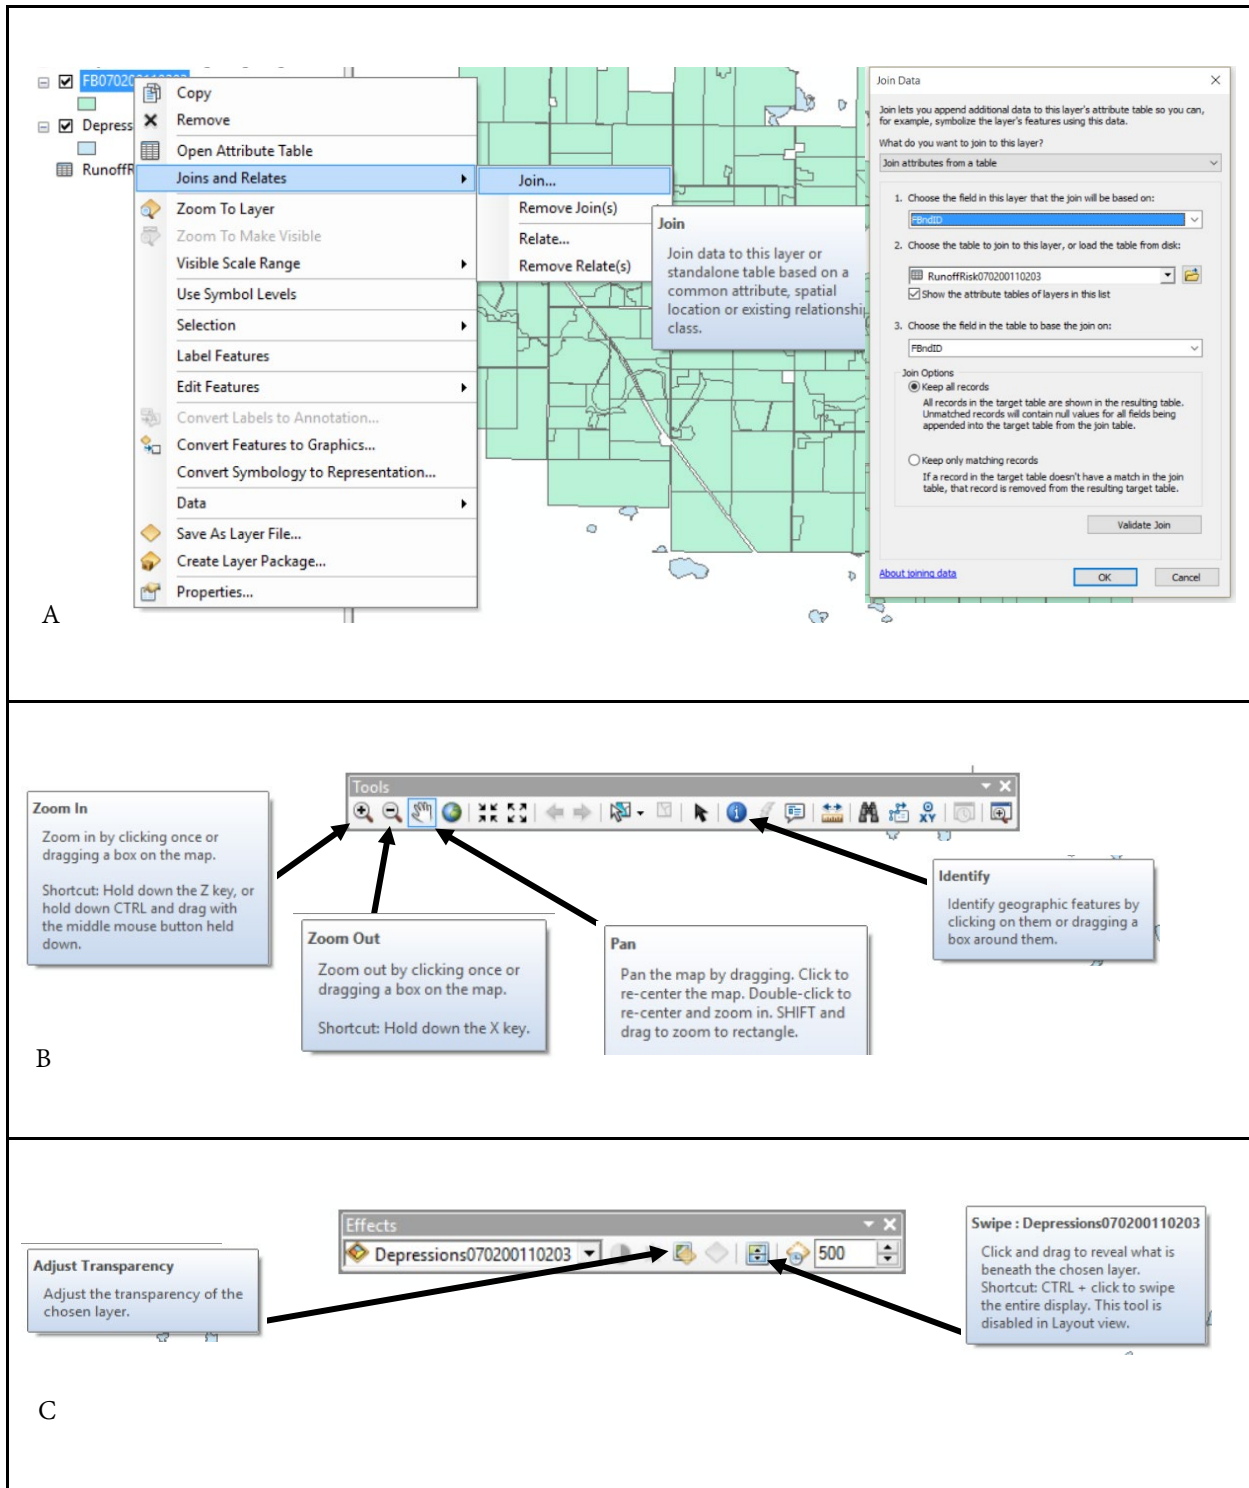 FB070200110203
Depress
RunoffR
Copy
Remove
Open Attribute Table
Joins and Relates
Zoom To Layer
Zoom To Make Visible
Visible Scale Range
Use Symbol Levels
Selection
Label Features
Edit Features
Convert Labels to Annotation...
Convert Features to Graphics...
Convert Symbology to Representation...
Data
Save As Layer File...
Create Layer Package...
Properties...
Join...
Remove Join(s)
Relate...
Remove Relate(s)
Join
Join data to this layer or
standalone table based on a
common attribute, spatial
location or existing relationship
class.
Join Data
Join lets you append additional data to this layer's attribute table so you can,
for example, symbolize the layer's features using this data.
What do you want to join to this layer?
Join attributes from a table
1. Choose the field in this layer that the join will be based on:
FBndID
2. Choose the table to join to this layer, or load the table from disk:
RunoffRisk070200110203
Show the attribute tables of layers in this list
3. Choose the field in the table to base the join on:
FBndID
Join Options
Keep all records
All records in the target table are shown in the resulting table.
Unmatched records will contain null values for all fields being
appended into the target table from the join table.
Keep only matching records
If a record in the target table doesn't have a match in the join
table, that record is removed from the resulting target table.
Validate Join
About joining data
OK
Cancel
A
Tools
XY
Zoom In
Zoom in by clicking once or
dragging a box on the map.
Shortcut: Hold down the Z key, or
hold down CTRL and drag with
the middle mouse button held
down.
Zoom Out
Zoom out by clicking once or
dragging a box on the map.
Shortcut: Hold down the X key.
Pan
Pan the map by dragging. Click to
re-center the map. Double-click to
re-center and zoom in. SHIFT and
drag to zoom to rectangle.
Identify
Identify geographic features by
clicking on them or dragging a
box around them.
B
Effects
Depressions070200110203
500
Adjust Transparency
Adjust the transparency of the
chosen layer.
Swipe : Depressions070200110203
Click and drag to reveal what is
beneath the chosen layer.
Shortcut: CTRL + click to swipe
the entire display. This tool is
disabled in Layout view.
C